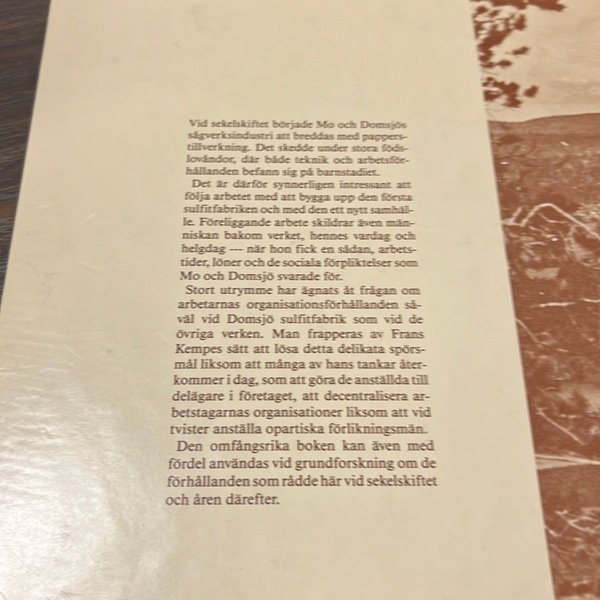 Vid sekelskiftet började Mo och Domsjös
sågverksindustri att breddas med pappers-
tillverkning. Det skedde under stora föds-
lovåndor, där både teknik och arbetsför-
hållanden befann sig på barnstadiet.
Det är därför synnerligen intressant att
följa arbetet med att bygga upp den första
sulfitfabriken och med den ett nytt samhäl-
le. Föreliggande arbete skildrar även män-
niskan bakom verket, hennes vardag och
helgdag — när hon fick en sådan, arbets-
tider, löner och de sociala förpliktelser som
Mo och Domsjö svarade för.
Stort utrymme har ägnats åt frågan om
arbetarnas organisationsförhållanden så-
väl vid Domsjö sulfitfabrik som vid de
övriga verken. Man frapperas av Frans
Kempes sätt att lösa detta delikata spörs-
mål liksom att många av hans tankar åter-
kommer i dag, som att göra de anställda till
delägare i företaget, att decentralisera ar-
betstagarnas organisationer liksom att vid
tvister anställa opartiska förlikningsmän.
Den omfångsrika boken kan även med
fördel användas vid grundforskning om de
förhållanden som rådde här vid sekelskiftet
och åren därefter.